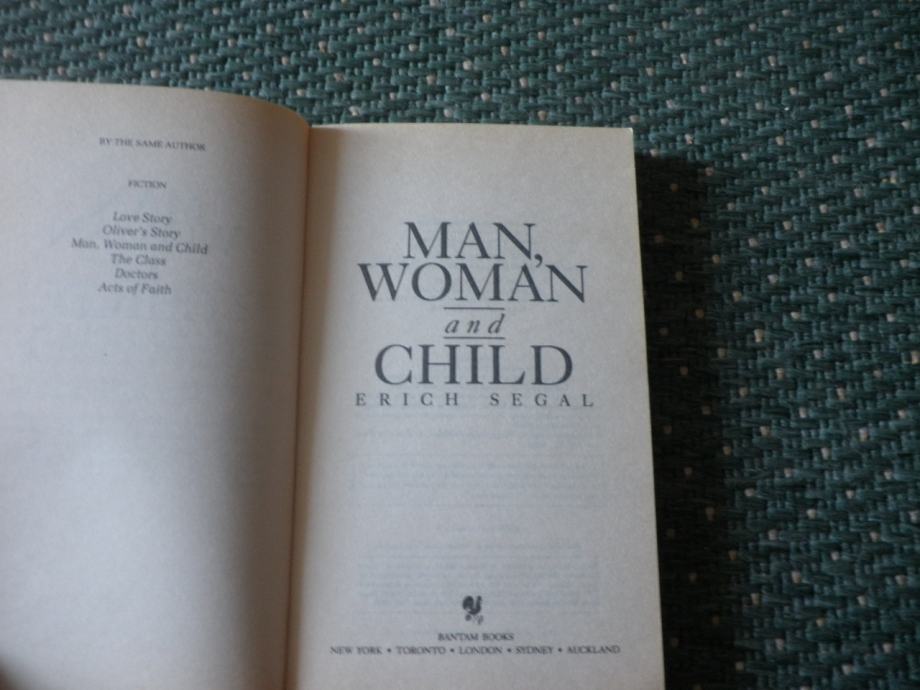 BY THE SAME AUTHOR
FICTION
Love Story
Oliver's Story
Man, Woman and Child
The Class
Doctors
Acts of Faith
MAN,
WOMAN
and
CHILD
ERICH SEGAL
BANTAM BOOKS
NEW YORK • TORONTO • LONDON • SYDNEY • AUCKLAND